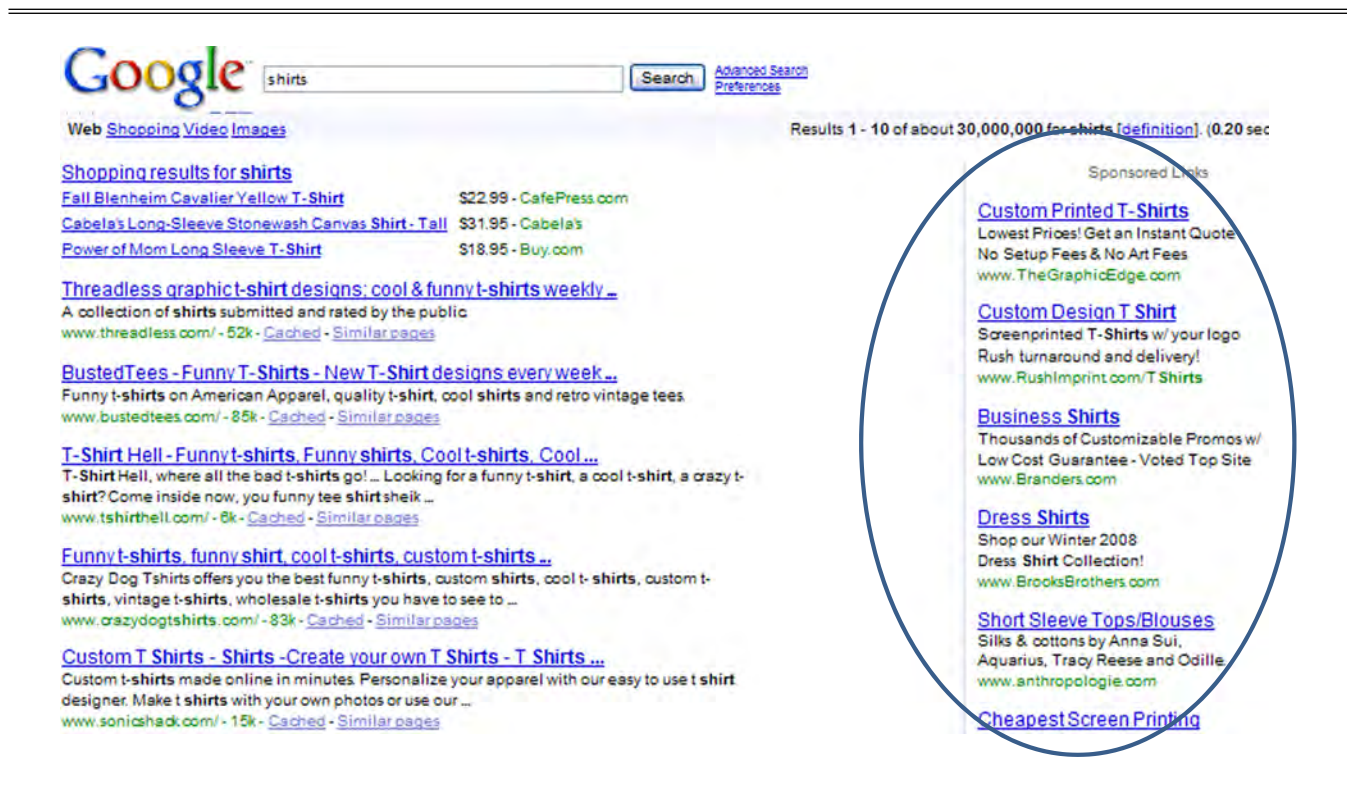 Google
shirts
Search
Advanced Search
Preferences
Web Shopping Video Images
Results 1 - 10 of about 30,000,000 for shirts [definition]. (0.20 sec
Shopping results for shirts
Fall Blenheim Cavalier Yellow T-Shirt $22.99 - CafePress.com
Cabela's Long-Sleeve Stonewash Canvas Shirt - Tall $31.95 - Cabela's
Power of Mom Long Sleeve T-Shirt $18.95 - Buy.com
Threadless graphic t-shirt designs; cool & funny t-shirts weekly ...
A collection of shirts submitted and rated by the public.
www.threadless.com/ - 52k - Cached - Similar pages
BustedTees - Funny T-Shirts - New T-Shirt designs every week ...
Funny t-shirts on American Apparel, quality t-shirt, cool shirts and retro vintage tees.
www.bustedtees.com/ - 85k - Cached - Similar pages
T-Shirt Hell - Funny t-shirts, Funny shirts, Cool t-shirts, Cool ...
T-Shirt Hell, where all the bad t-shirts go! ... Looking for a funny t-shirt, a cool t-shirt, a crazy t-
shirt? Come inside now, you funny tee shirt sheik ...
www.tshirthell.com/ - 6k - Cached - Similar pages
Funny t-shirts, funny shirt, cool t-shirts, custom t-shirts ...
Crazy Dog Tshirts offers you the best funny t-shirts, custom shirts, cool t- shirts, custom t-
shirts, vintage t-shirts, wholesale t-shirts you have to see to ...
www.crazydogtshirts.com/ - 83k - Cached - Similar pages
Custom T Shirts - Shirts -Create your own T Shirts - T Shirts ...
Custom t-shirts made online in minutes. Personalize your apparel with our easy to use t shirt
designer. Make t shirts with your own photos or use our ...
www.sonicshack.com/ - 15k - Cached - Similar pages
Sponsored Links
Custom Printed T-Shirts
Lowest Prices! Get an Instant Quote
No Setup Fees & No Art Fees
www.TheGraphicEdge.com
Custom Design T Shirt
Screenprinted T-Shirts w/ your logo
Rush turnaround and delivery!
www.RushImprint.com/TShirts
Business Shirts
Thousands of Customizable Promos w/
Low Cost Guarantee - Voted Top Site
www.Branders.com
Dress Shirts
Shop our Winter 2008
Dress Shirt Collection!
www.BrooksBrothers.com
Short Sleeve Tops/Blouses
Silks & cottons by Anna Sui,
Aquarius, Tracy Reese and Odille.
www.anthropologie.com
Cheapest Screen Printing